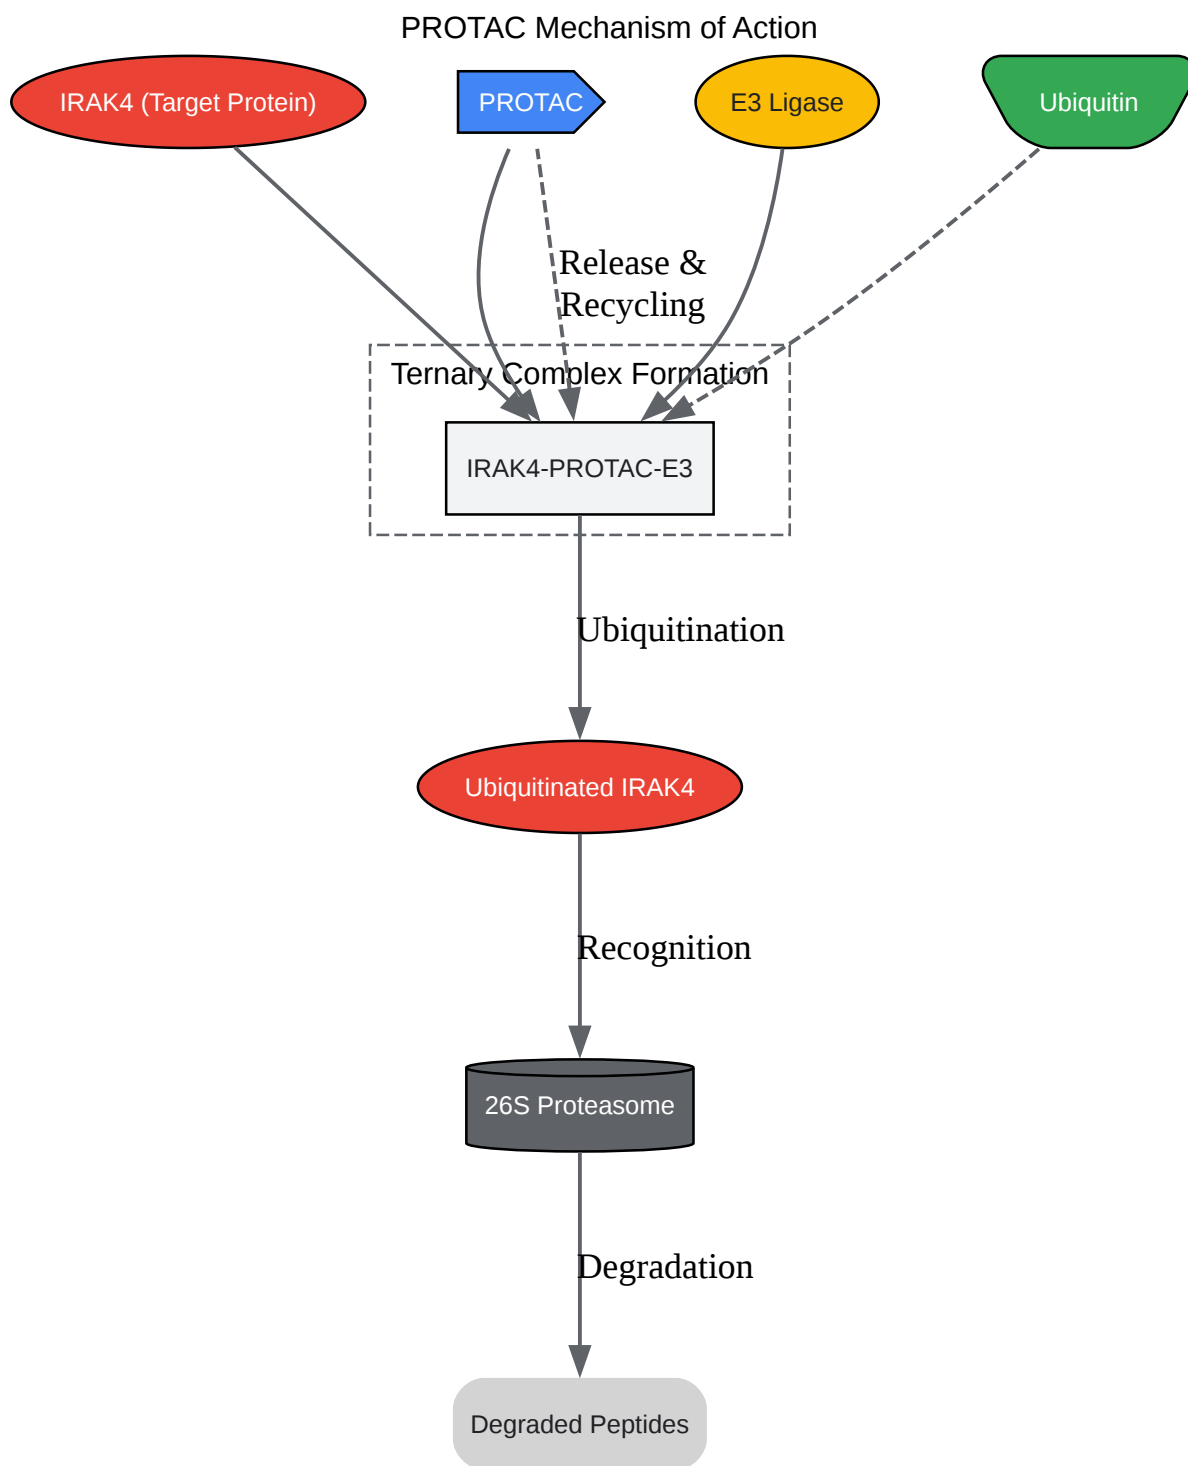 PROTAC Mechanism of Action
IRAK4 (Target Protein)
PROTAC
E3 Ligase
Ubiquitin
Release &
Recycling
Ternary Complex Formation
IRAK4-PROTAC-E3
Ubiquitination
Ubiquitinated IRAK4
Recognition
26S Proteasome
Degradation
Degraded Peptides